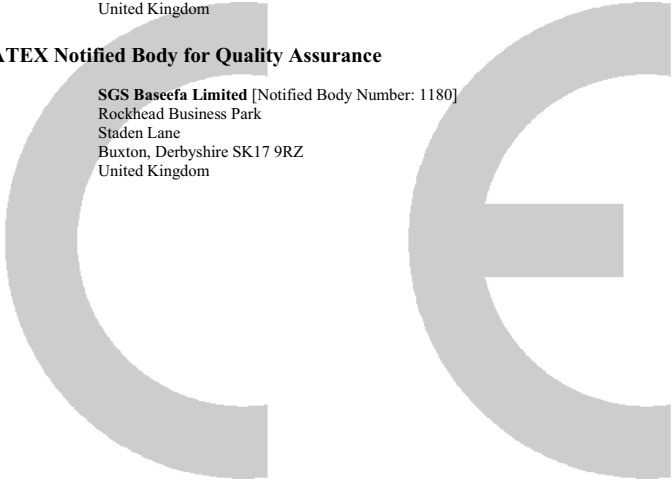 United Kingdom
ATEX Notified Body for Quality Assurance
SGS Baseefa Limited [Notified Body Number: 1180]
Rockhead Business Park
Staden Lane
Buxton, Derbyshire SK17 9RZ
United Kingdom
CE